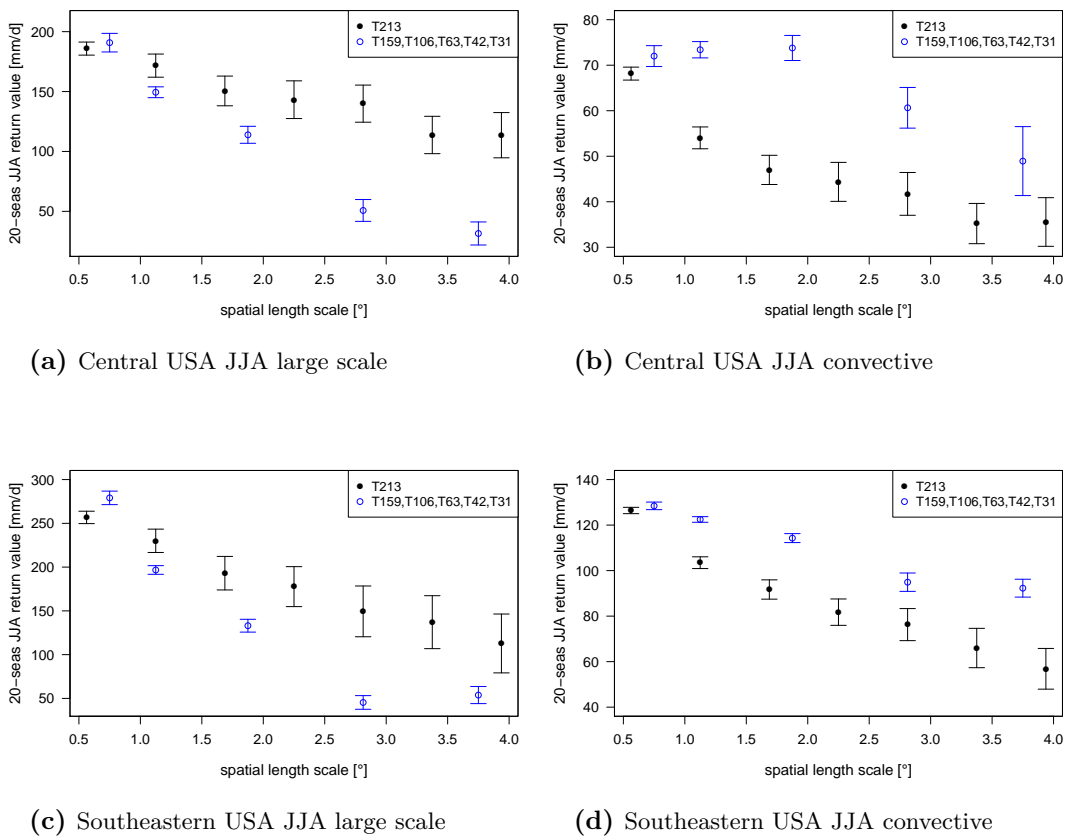 20−seas JJA return value [mm/d]
200
150
100
50
T213
T159,T106,T63,T42,T31
0.5 1.0 1.5 2.0 2.5 3.0 3.5 4.0
spatial length scale [°]
(a) Central USA JJA large scale
20−seas JJA return value [mm/d]
80
70
60
50
40
30
T213
T159,T106,T63,T42,T31
0.5 1.0 1.5 2.0 2.5 3.0 3.5 4.0
spatial length scale [°]
(b) Central USA JJA convective
20−seas JJA return value [mm/d]
300
250
200
150
100
50
T213
T159,T106,T63,T42,T31
0.5 1.0 1.5 2.0 2.5 3.0 3.5 4.0
spatial length scale [°]
(c) Southeastern USA JJA large scale
20−seas JJA return value [mm/d]
140
120
100
80
60
40
T213
T159,T106,T63,T42,T31
0.5 1.0 1.5 2.0 2.5 3.0 3.5 4.0
spatial length scale [°]
(d) Southeastern USA JJA convective